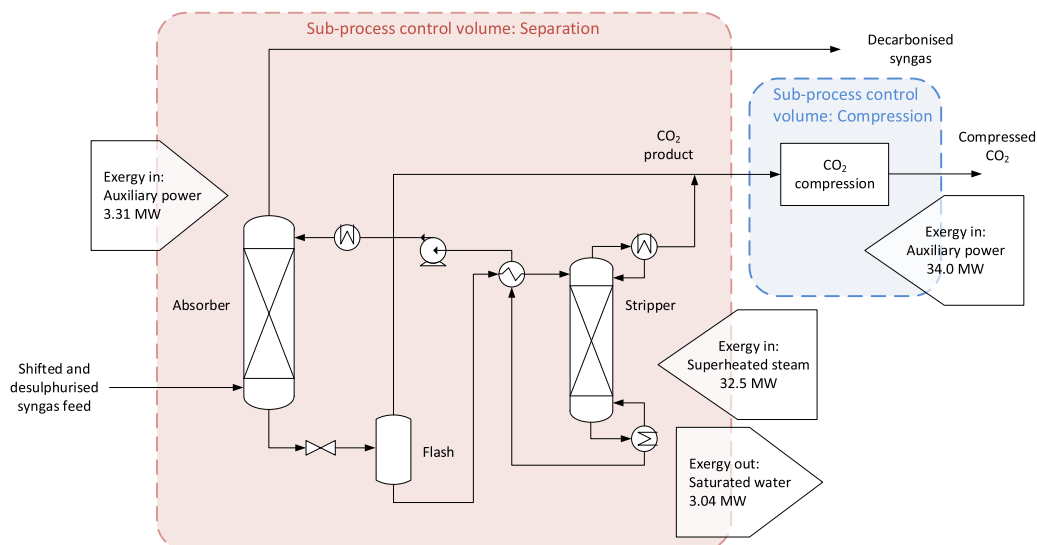 Sub-process control volume: Separation
Decarbonised
syngas
Sub-process control
volume: Compression
CO2
product
Compressed
CO2
CO2
compression
Exergy in:
Auxiliary power
3.31 MW
Exergy in:
Auxiliary power
34.0 MW
Absorber
Stripper
Exergy in:
Superheated steam
32.5 MW
Shifted and
desulphurised
syngas feed
Flash
Exergy out:
Saturated water
3.04 MW